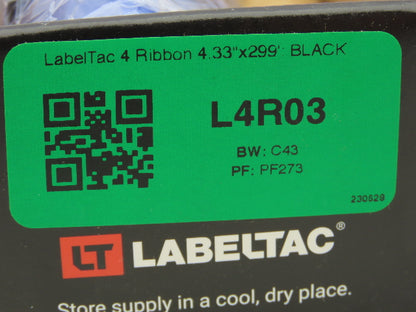 LabelTac 4 Ribbon 4.33"x299' BLACK
L4R03
BW: C43
PF: PF273
230529
LT LABELTAC®
Store supply in a cool, dry place.